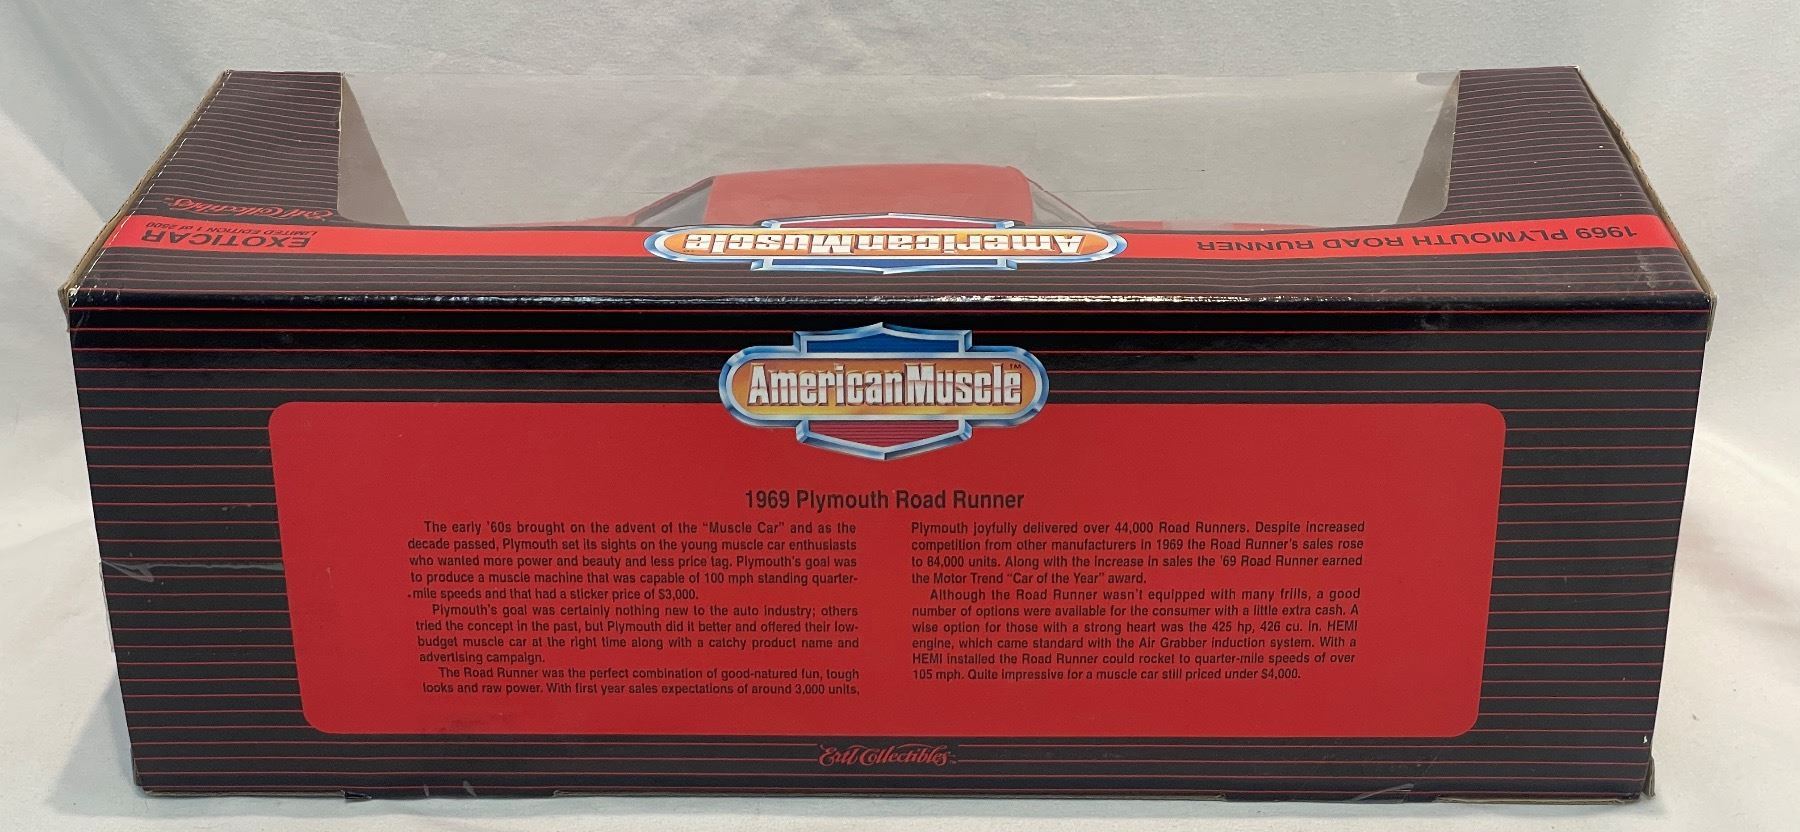 Ertl Collectibles
EXOTICAR
LIMITED EDITION 1 of 2500
AmericanMuscle
1969 PLYMOUTH ROAD RUNNER
AmericanMuscle™
1969 Plymouth Road Runner
The early '60s brought on the advent of the "Muscle Car" and as the
decade passed, Plymouth set its sights on the young muscle car enthusiasts
who wanted more power and beauty and less price tag. Plymouth's goal was
to produce a muscle machine that was capable of 100 mph standing quarter-
mile speeds and that had a sticker price of $3,000.
Plymouth's goal was certainly nothing new to the auto industry; others
tried the concept in the past, but Plymouth did it better and offered their low-
budget muscle car at the right time along with a catchy product name and
advertising campaign.
The Road Runner was the perfect combination of good-natured fun, tough
looks and raw power. With first year sales expectations of around 3,000 units,
Plymouth joyfully delivered over 44,000 Road Runners. Despite increased
competition from other manufacturers in 1969 the Road Runner's sales rose
to 84,000 units. Along with the increase in sales the '69 Road Runner earned
the Motor Trend "Car of the Year" award.
Although the Road Runner wasn't equipped with many frills, a good
number of options were available for the consumer with a little extra cash. A
wise option for those with a strong heart was the 425 hp, 426 cu. in. HEMI
engine, which came standard with the Air Grabber induction system. With a
HEMI installed the Road Runner could rocket to quarter-mile speeds of over
105 mph. Quite impressive for a muscle car still priced under $4,000.
Ertl Collectibles